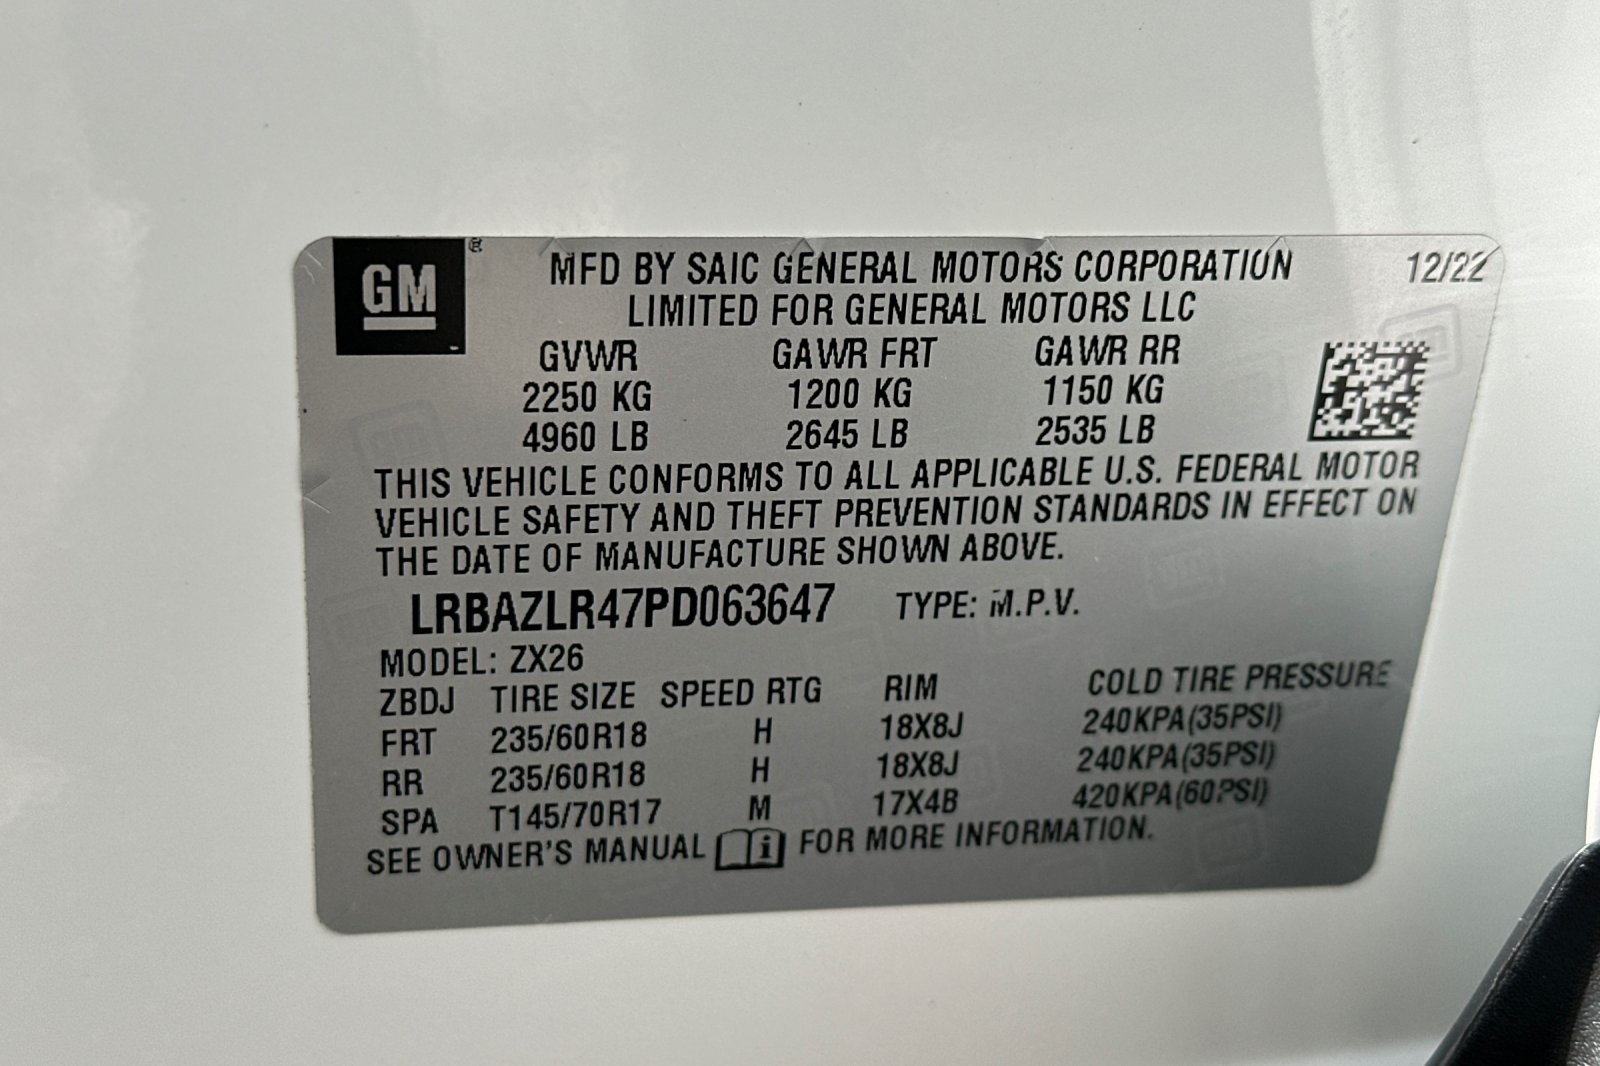 GM ®
MFD BY SAIC GENERAL MOTORS CORPORATION 12/22
LIMITED FOR GENERAL MOTORS LLC
GVWR GAWR FRT GAWR RR
2250 KG 1200 KG 1150 KG
4960 LB 2645 LB 2535 LB
THIS VEHICLE CONFORMS TO ALL APPLICABLE U.S. FEDERAL MOTOR
VEHICLE SAFETY AND THEFT PREVENTION STANDARDS IN EFFECT ON
THE DATE OF MANUFACTURE SHOWN ABOVE.
LRBAZLR47PD063647 TYPE: M.P.V.
MODEL: ZX26
ZBDJ TIRE SIZE SPEED RTG RIM COLD TIRE PRESSURE
FRT 235/60R18 H 18X8J 240KPA(35PSI)
RR 235/60R18 H 18X8J 240KPA(35PSI)
SPA T145/70R17 M 17X4B 420KPA(60PSI)
SEE OWNER'S MANUAL i FOR MORE INFORMATION.